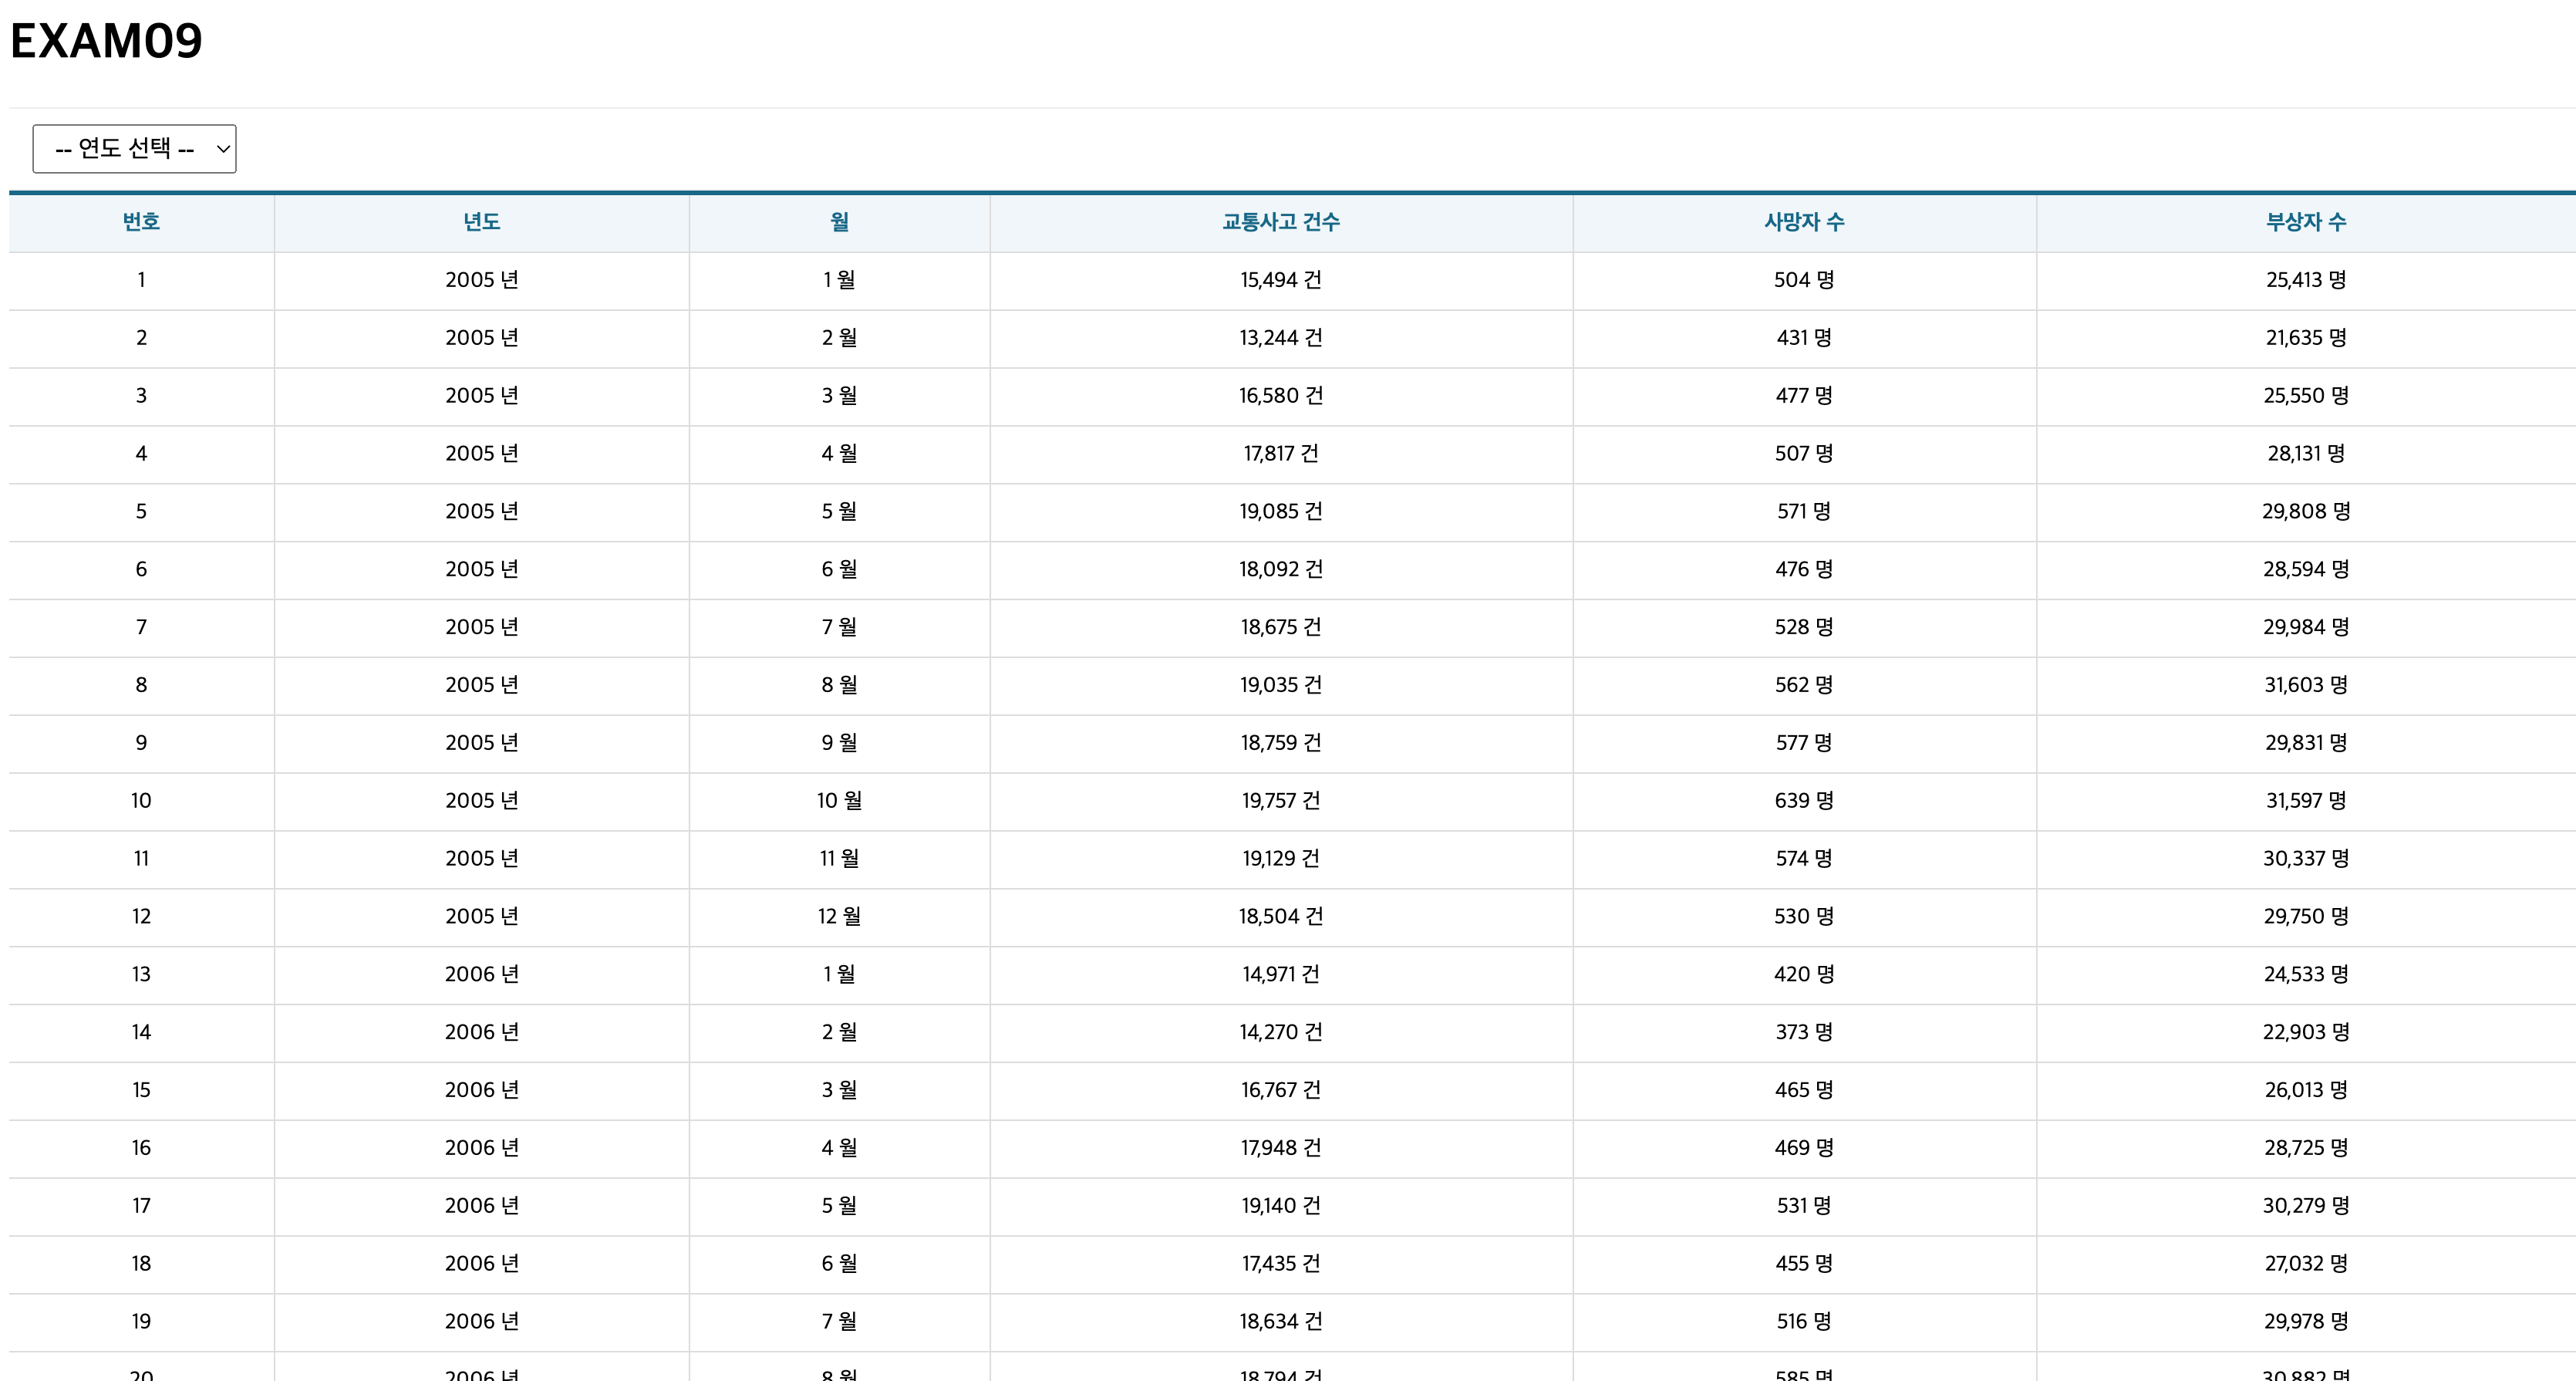 EXAM09
-- 연도 선택 --
번호 년도 월 교통사고 건수 사망자 수 부상자 수
1 2005 년 1 월 15,494 건 504 명 25,413 명
2 2005 년 2 월 13,244 건 431 명 21,635 명
3 2005 년 3 월 16,580 건 477 명 25,550 명
4 2005 년 4 월 17,817 건 507 명 28,131 명
5 2005 년 5 월 19,085 건 571 명 29,808 명
6 2005 년 6 월 18,092 건 476 명 28,594 명
7 2005 년 7 월 18,675 건 528 명 29,984 명
8 2005 년 8 월 19,035 건 562 명 31,603 명
9 2005 년 9 월 18,759 건 577 명 29,831 명
10 2005 년 10 월 19,757 건 639 명 31,597 명
11 2005 년 11 월 19,129 건 574 명 30,337 명
12 2005 년 12 월 18,504 건 530 명 29,750 명
13 2006 년 1 월 14,971 건 420 명 24,533 명
14 2006 년 2 월 14,270 건 373 명 22,903 명
15 2006 년 3 월 16,767 건 465 명 26,013 명
16 2006 년 4 월 17,948 건 469 명 28,725 명
17 2006 년 5 월 19,140 건 531 명 30,279 명
18 2006 년 6 월 17,435 건 455 명 27,032 명
19 2006 년 7 월 18,634 건 516 명 29,978 명
20 2006 년 8 월 18,794 건 585 명 30,882 명